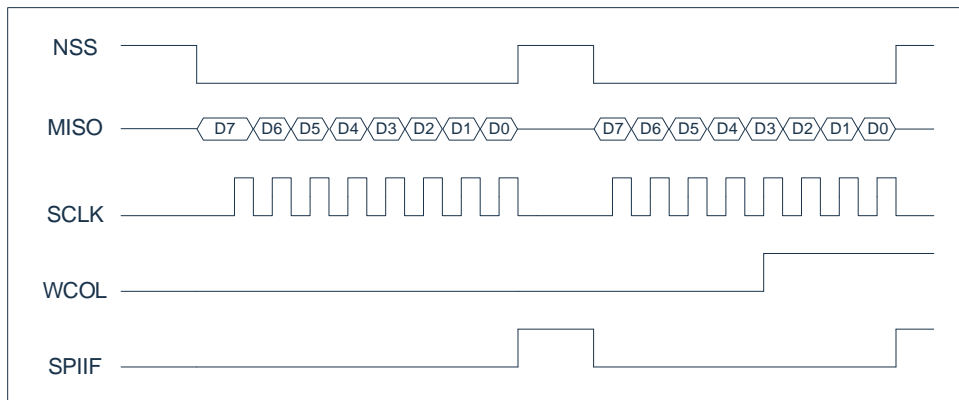 NSS
MISO D7 D6 D5 D4 D3 D2 D1 D0 D7 D6 D5 D4 D3 D2 D1 D0
SCLK
WCOL
SPIIF